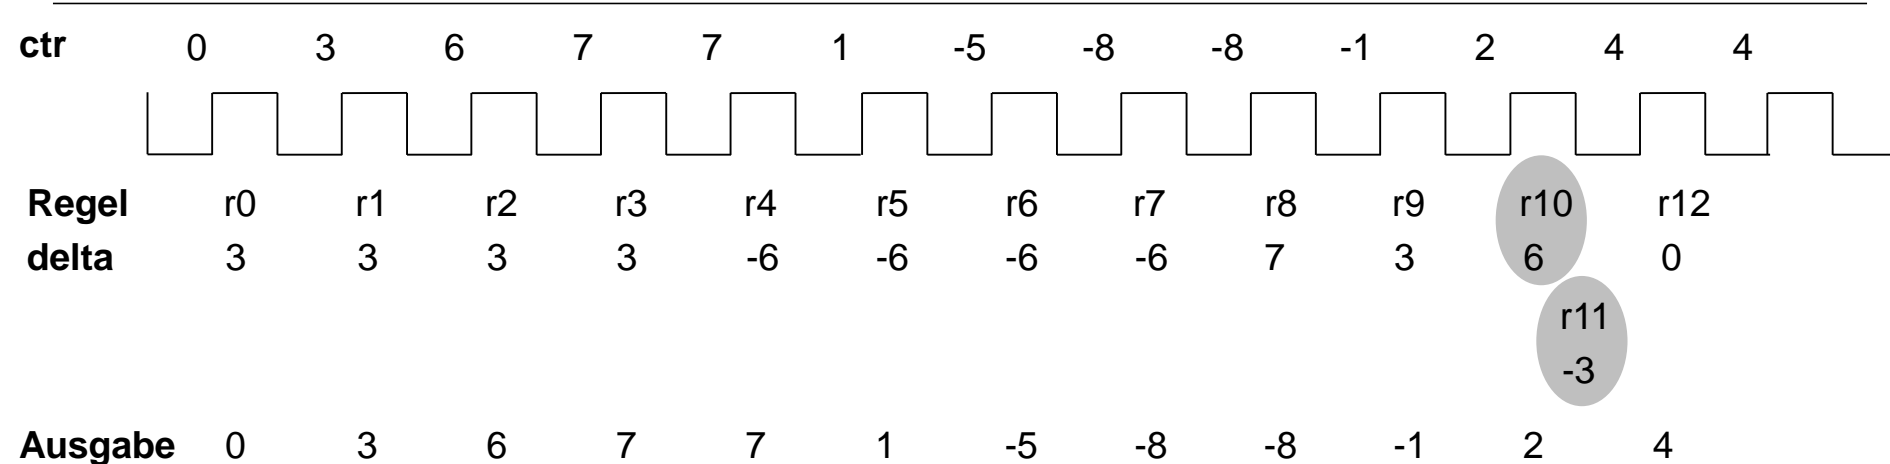 ctr 0 3 6 7 7 1 -5 -8 -8 -1 2 4 4
Regel r0 r1 r2 r3 r4 r5 r6 r7 r8 r9 r10 r12
delta 3 3 3 3 -6 -6 -6 -6 7 3 6 0
r11
-3
Ausgabe 0 3 6 7 7 1 -5 -8 -8 -1 2 4